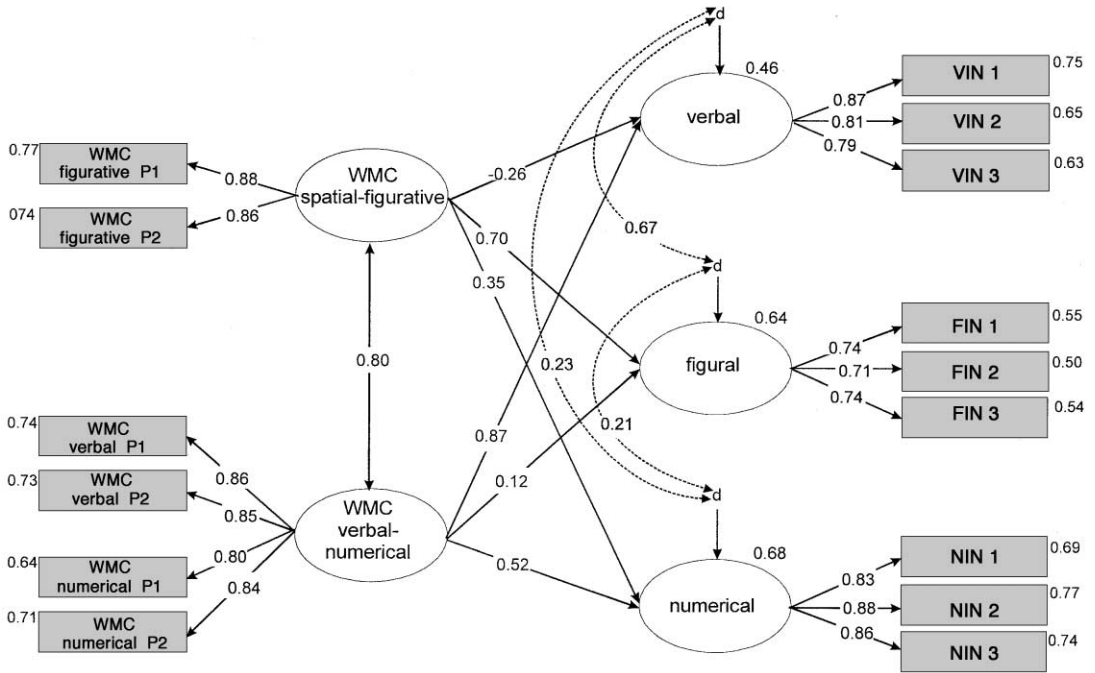 d
0.46
verbal
0.87
0.81
0.79
VIN 1
0.75
VIN 2
0.65
VIN 3
0.63
0.77
WMC
figurative P1
0.88
074
WMC
figurative P2
0.86
WMC
spatial-figurative
-0.26
0.70
0.35
0.67
d
0.64
figural
0.74
0.71
0.74
FIN 1
0.55
FIN 2
0.50
FIN 3
0.54
0.80
0.23
0.21
0.74
WMC
verbal P1
0.86
0.73
WMC
verbal P2
0.85
0.64
WMC
numerical P1
0.80
0.71
WMC
numerical P2
0.84
WMC
verbal-
numerical
0.87
0.12
0.52
d
0.68
numerical
0.83
0.88
0.86
NIN 1
0.69
NIN 2
0.77
NIN 3
0.74